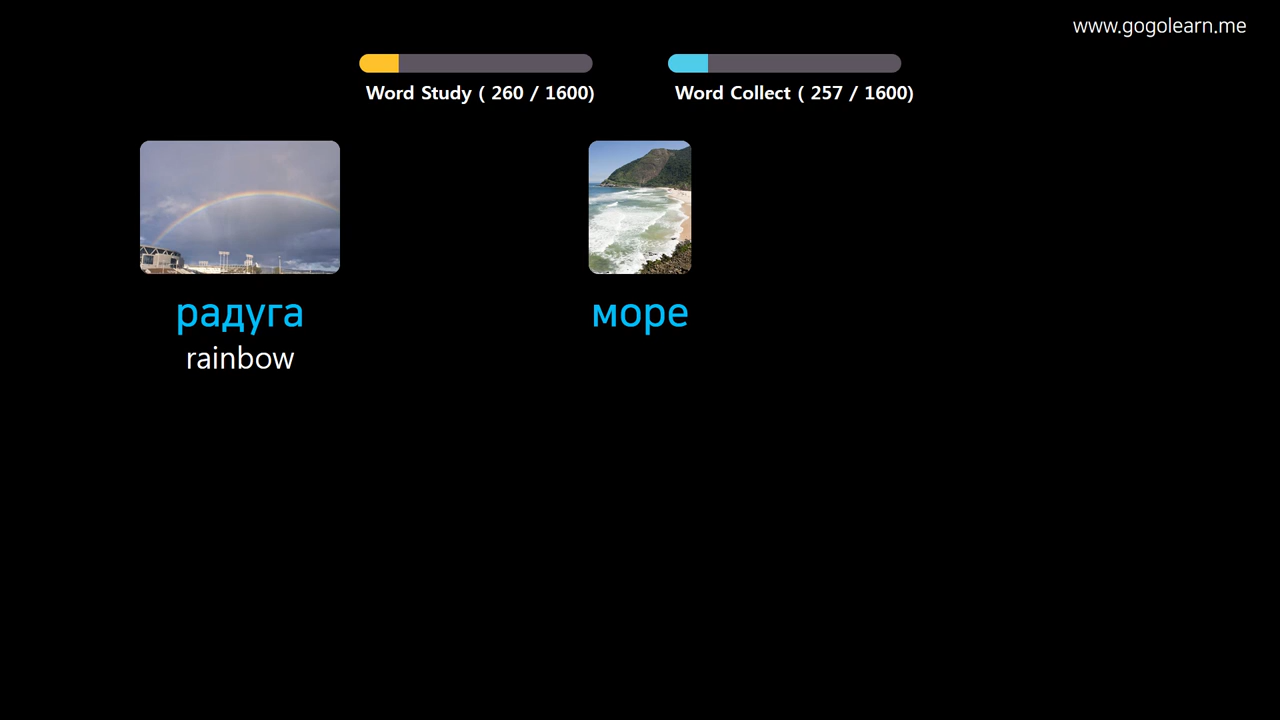 www.gogolearn.me
Word Study ( 260 / 1600)
Word Collect ( 257 / 1600)
радуга
rainbow
море